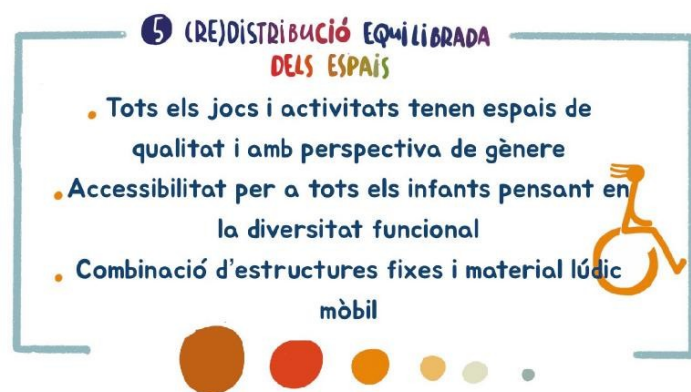 5 (RE)DiSTRiBUCió EQUiLiBRADA
DELS ESPAiS
• Tots els jocs i activitats tenen espais de
qualitat i amb perspectiva de gènere
• Accessibilitat per a tots els infants pensant en
la diversitat funcional
• Combinació d'estructures fixes i material lúdic
mòbil